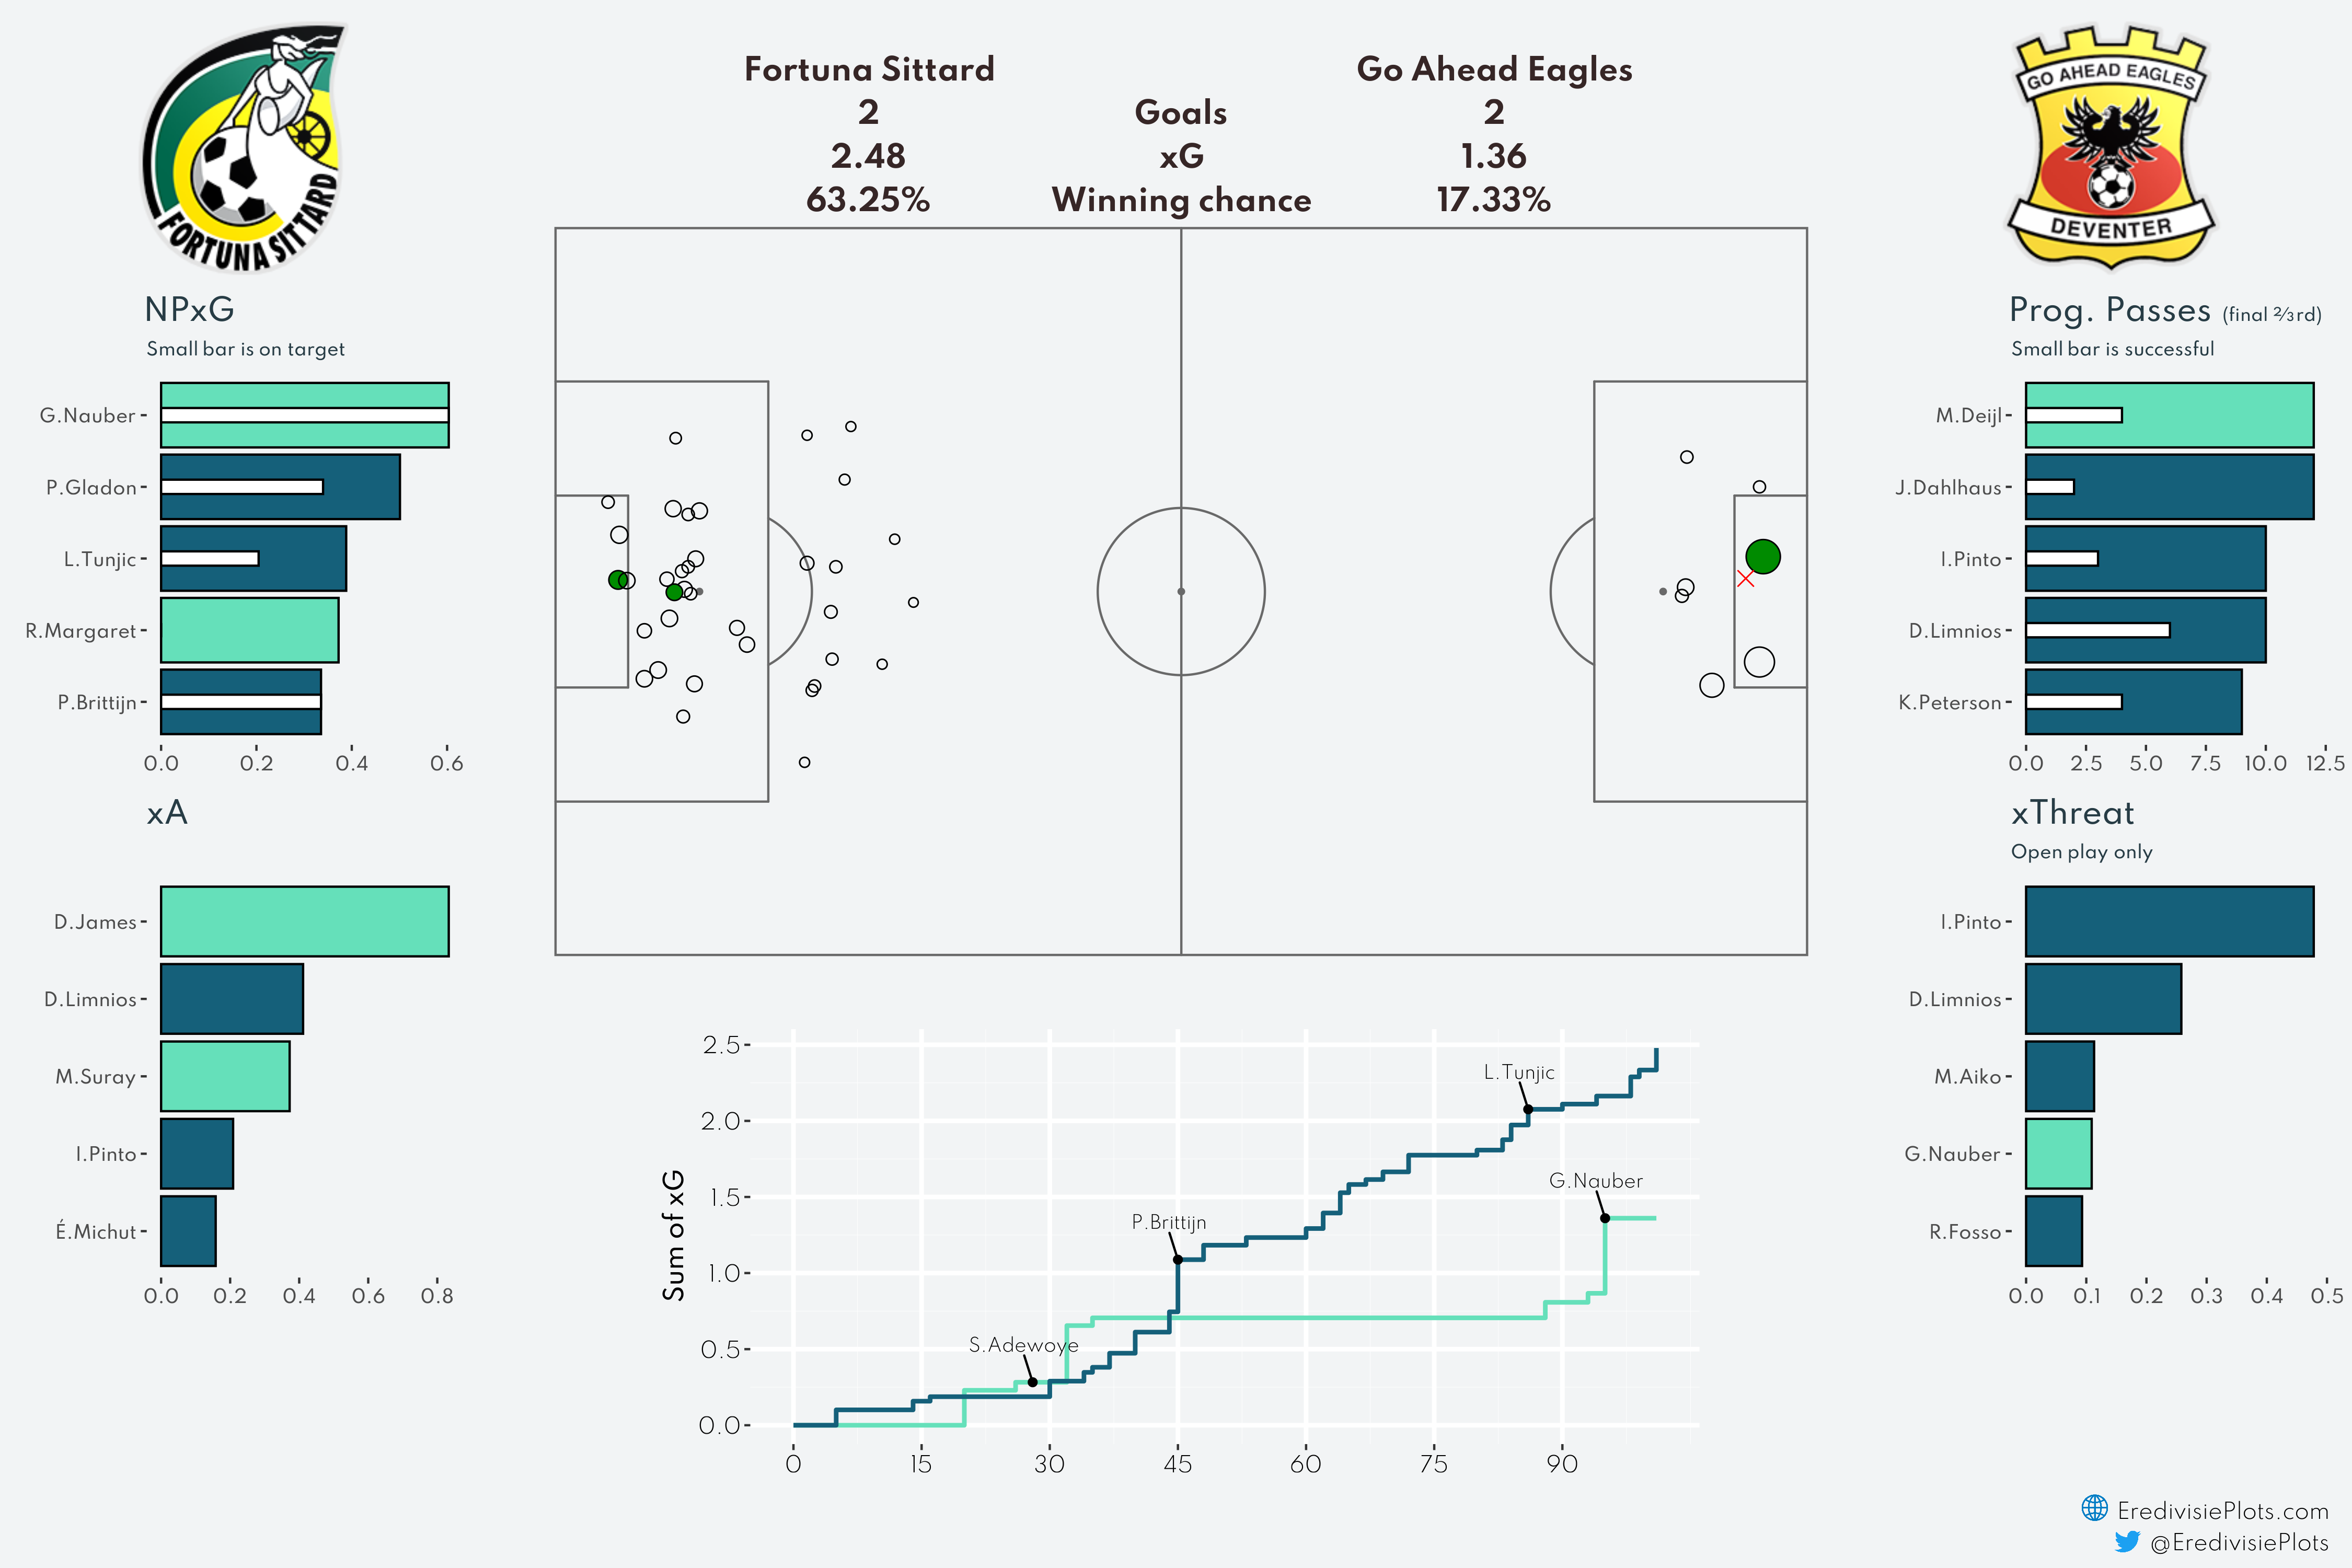 FORTUNA SITTARD
GO AHEAD EAGLES
DEVENTER
Fortuna Sittard Go Ahead Eagles
2 Goals 2
2.48 xG 1.36
63.25% Winning chance 17.33%
NPxG
Small bar is on target
G.Nauber
P.Gladon
L.Tunjic
R.Margaret
P.Brittijn
0.0 0.2 0.4 0.6
xA
D.James
D.Limnios
M.Suray
I.Pinto
É.Michut
0.0 0.2 0.4 0.6 0.8
Prog. Passes (final ⅔rd)
Small bar is successful
M.Deijl
J.Dahlhaus
I.Pinto
D.Limnios
K.Peterson
0.0 2.5 5.0 7.5 10.0 12.5
xThreat
Open play only
I.Pinto
D.Limnios
M.Aiko
G.Nauber
R.Fosso
0.0 0.1 0.2 0.3 0.4 0.5
Sum of xG
2.5
2.0
1.5
1.0
0.5
0.0
L.Tunjic
G.Nauber
P.Brittijn
S.Adewoye
0 15 30 45 60 75 90
EredivisiePlots.com
@EredivisiePlots